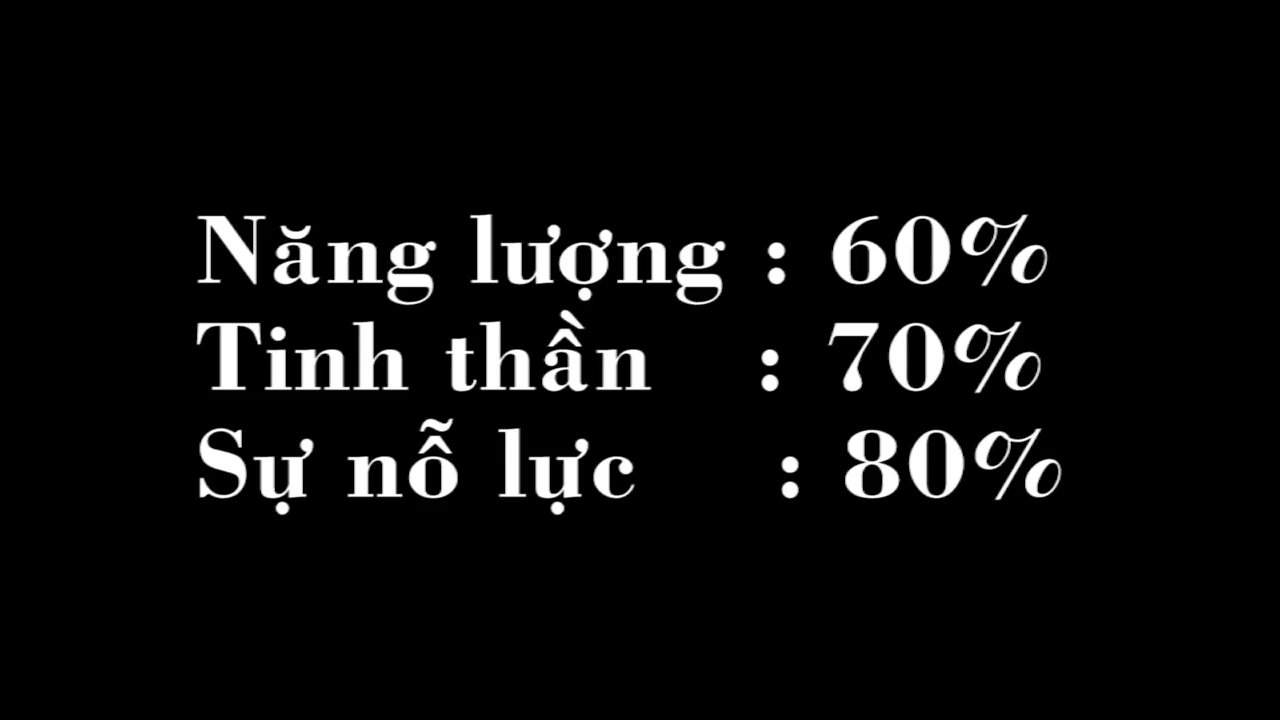 Năng lượng : 60%
Tinh thần : 70%
Sự nỗ lực : 80%